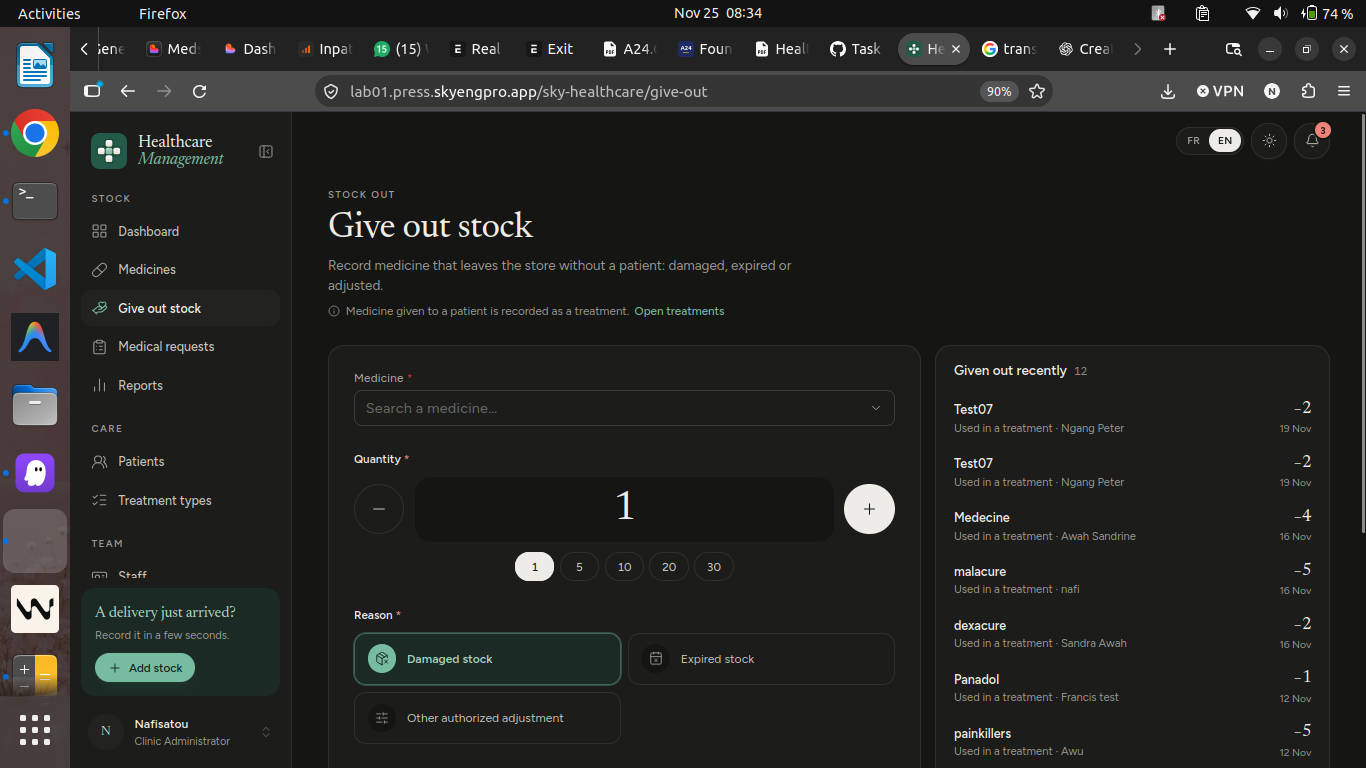 Activities
Firefox
Nov 25 08:34
74 %
Gene
Meds
Dash
Inpat
15
(15)
E
Real
E
Exit
A24.
A24
Foun
Heal
Task
He
trans
Crea
lab01.press.skyengpro.app/sky-healthcare/give-out
90%
VPN
N
Healthcare
Management
STOCK
Dashboard
Medicines
Give out stock
Medical requests
Reports
CARE
Patients
Treatment types
TEAM
Staff
A delivery just arrived?
Record it in a few seconds.
Add stock
N
Nafisatou
Clinic Administrator
FR
EN
3
STOCK OUT
Give out stock
Record medicine that leaves the store without a patient: damaged, expired or
adjusted.
Medicine given to a patient is recorded as a treatment. Open treatments
Medicine *
Search a medicine...
Quantity *
1
1
5
10
20
30
Reason *
Damaged stock
Expired stock
Other authorized adjustment
Given out recently 12
Test07
−2
Used in a treatment · Ngang Peter
19 Nov
Test07
−2
Used in a treatment · Ngang Peter
19 Nov
Medecine
−4
Used in a treatment · Awah Sandrine
16 Nov
malacure
−5
Used in a treatment · nafi
16 Nov
dexacure
−2
Used in a treatment · Sandra Awah
16 Nov
Panadol
−1
Used in a treatment · Francis test
12 Nov
painkillers
−5
Used in a treatment · Awu
12 Nov